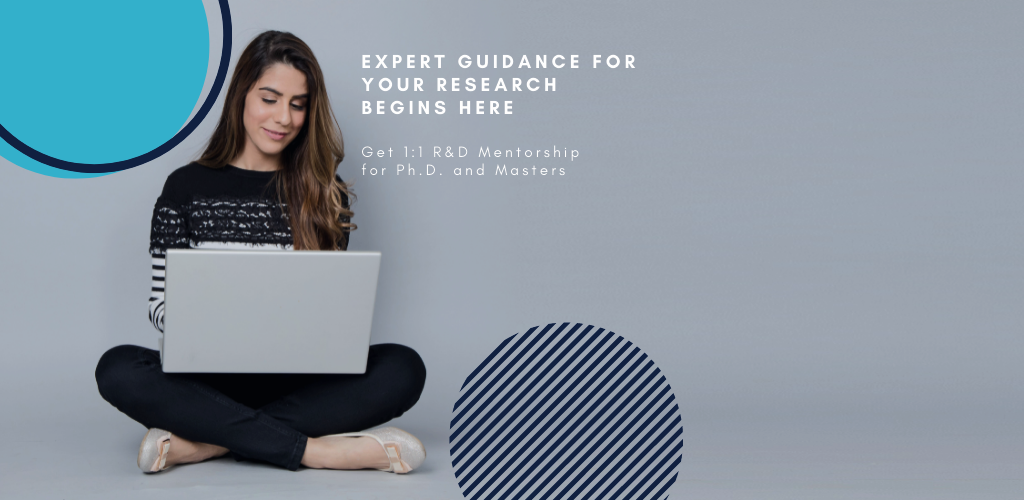 EXPERT GUIDANCE FOR
YOUR RESEARCH
BEGINS HERE
Get 1:1 R&D Mentorship
for Ph.D. and Masters